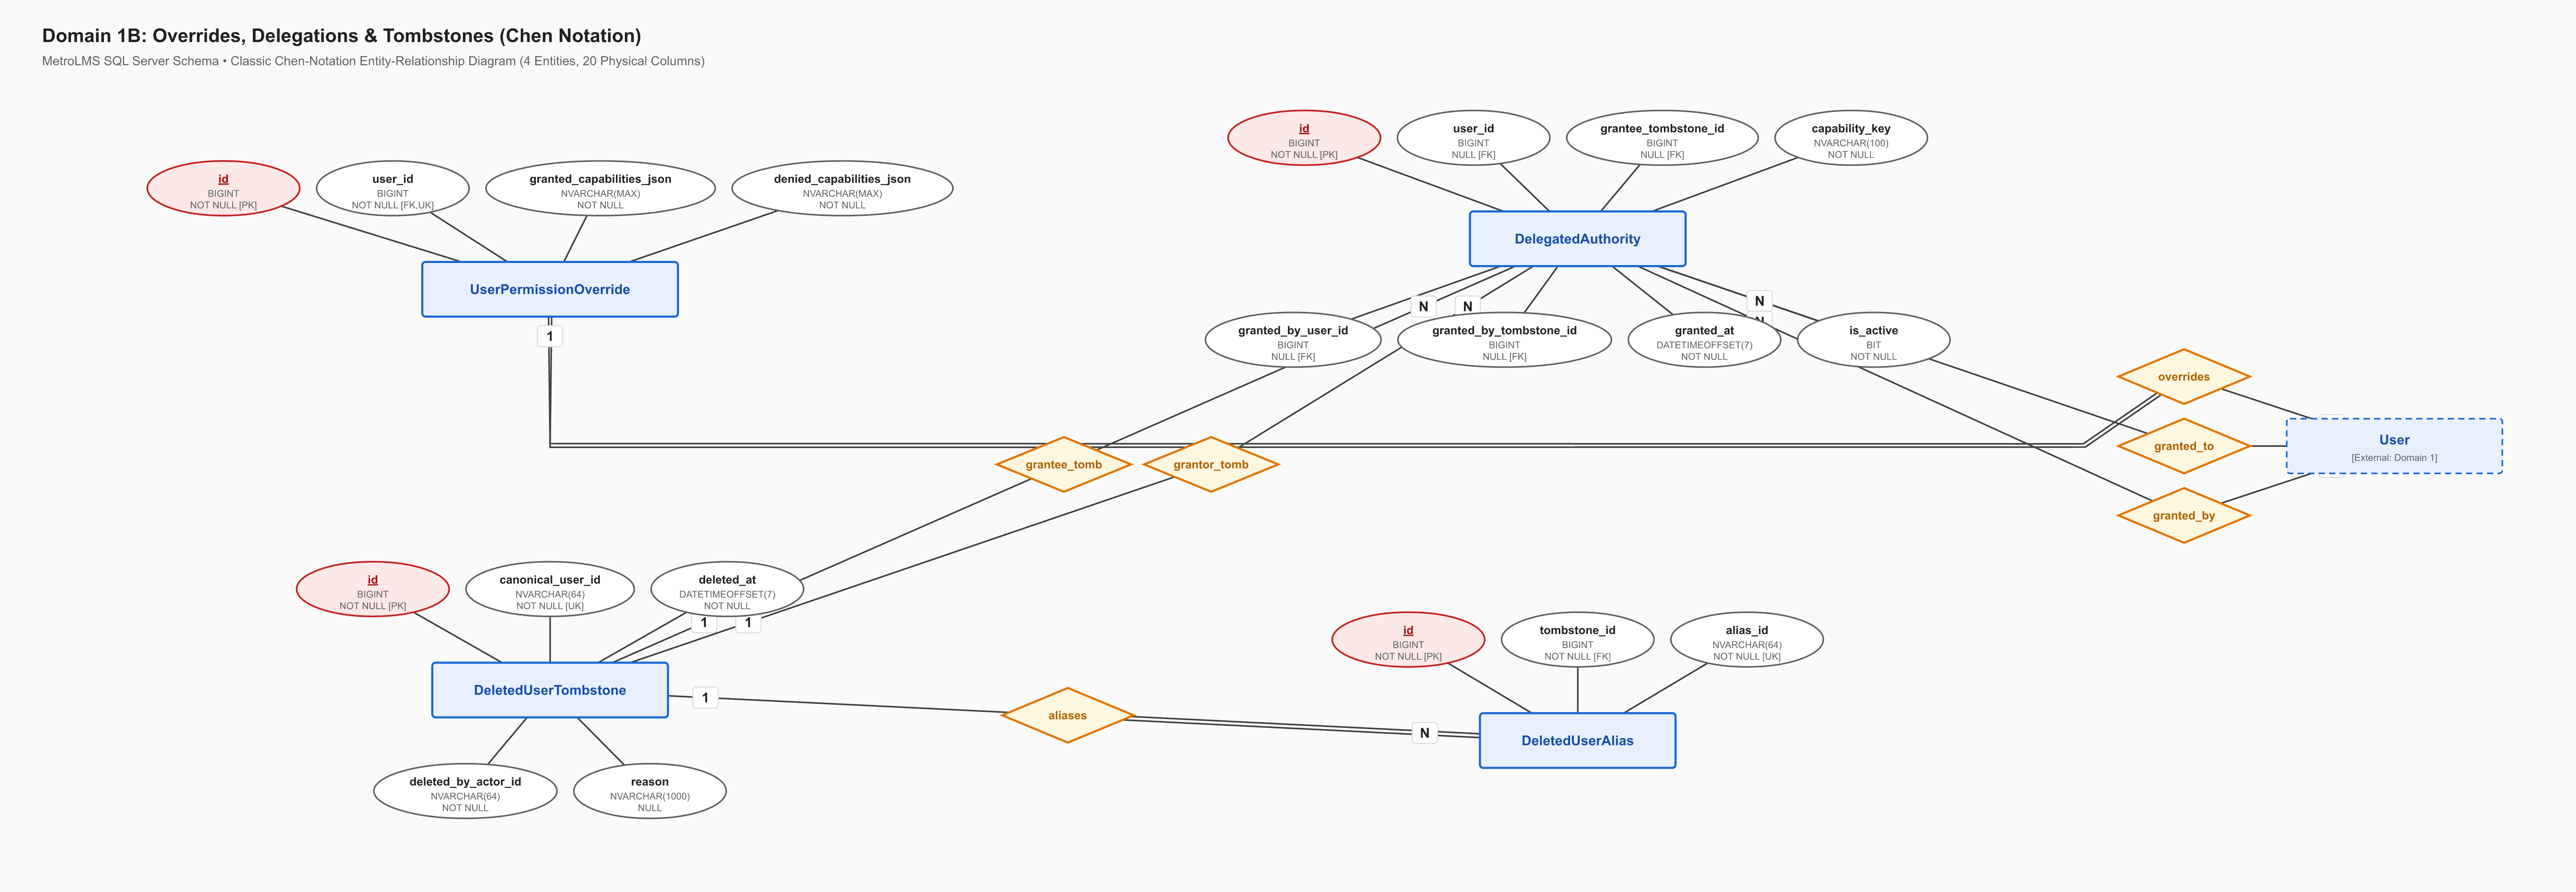 Domain 1B: Overrides, Delegations & Tombstones (Chen Notation)
MetroLMS SQL Server Schema • Classic Chen-Notation Entity-Relationship Diagram (4 Entities, 20 Physical Columns)
id
BIGINT
NOT NULL [PK]
user_id
BIGINT
NOT NULL [FK,UK]
granted_capabilities_json
NVARCHAR(MAX)
NOT NULL
denied_capabilities_json
NVARCHAR(MAX)
NOT NULL
UserPermissionOverride
1
id
BIGINT
NOT NULL [PK]
user_id
BIGINT
NULL [FK]
grantee_tombstone_id
BIGINT
NULL [FK]
capability_key
NVARCHAR(100)
NOT NULL
DelegatedAuthority
N
N
N
granted_by_user_id
BIGINT
NULL [FK]
granted_by_tombstone_id
BIGINT
NULL [FK]
granted_at
DATETIMEOFFSET(7)
NOT NULL
is_active
BIT
NOT NULL
overrides
granted_to
granted_by
User
[External: Domain 1]
grantee_tomb
grantor_tomb
id
BIGINT
NOT NULL [PK]
canonical_user_id
NVARCHAR(64)
NOT NULL [UK]
deleted_at
DATETIMEOFFSET(7)
NOT NULL
1
1
DeletedUserTombstone
1
deleted_by_actor_id
NVARCHAR(64)
NOT NULL
reason
NVARCHAR(1000)
NULL
aliases
N
id
BIGINT
NOT NULL [PK]
tombstone_id
BIGINT
NOT NULL [FK]
alias_id
NVARCHAR(64)
NOT NULL [UK]
DeletedUserAlias